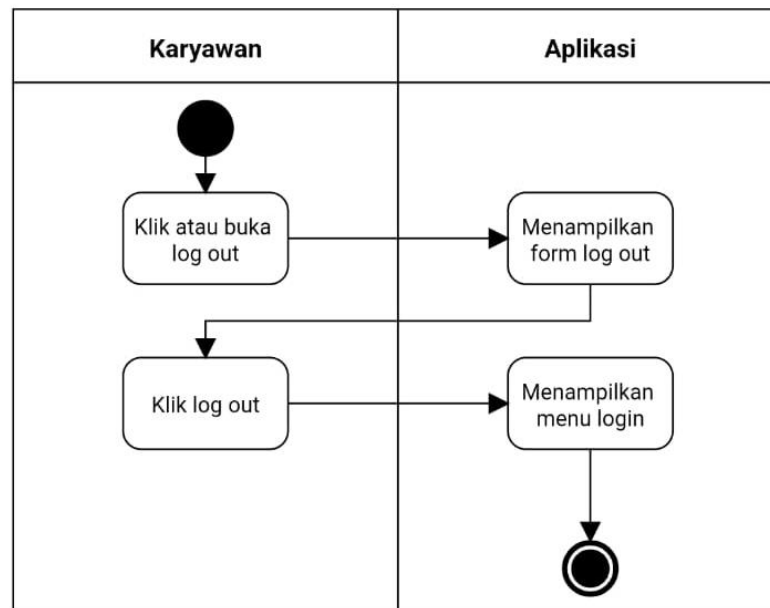 Karyawan
Aplikasi
Klik atau buka
log out
Menampilkan
form log out
Klik log out
Menampilkan
menu login